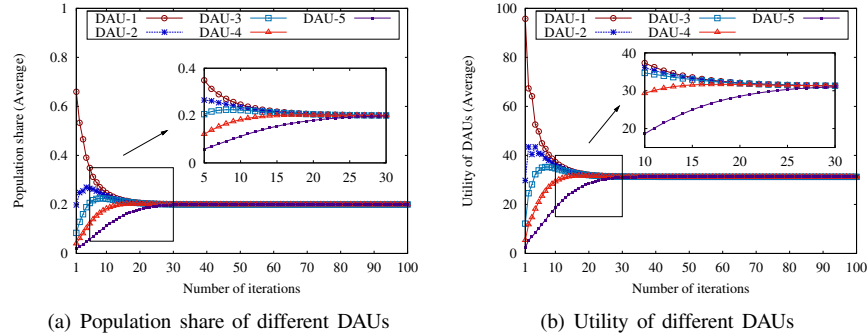 DAU-1 DAU-3 DAU-5
DAU-2 DAU-4
Population share (Average)
1
0.8
0.6
0.4
0.2
0
0.4
0.2
0
5 10 15 20 25 30
1 10 20 30 40 50 60 70 80 90 100
Number of iterations
(a) Population share of different DAUs
DAU-1 DAU-3 DAU-5
DAU-2 DAU-4
Utility of DAUs (Average)
100
80
60
40
20
0
40
30
20
10 15 20 25 30
1 10 20 30 40 50 60 70 80 90 100
Number of iterations
(b) Utility of different DAUs